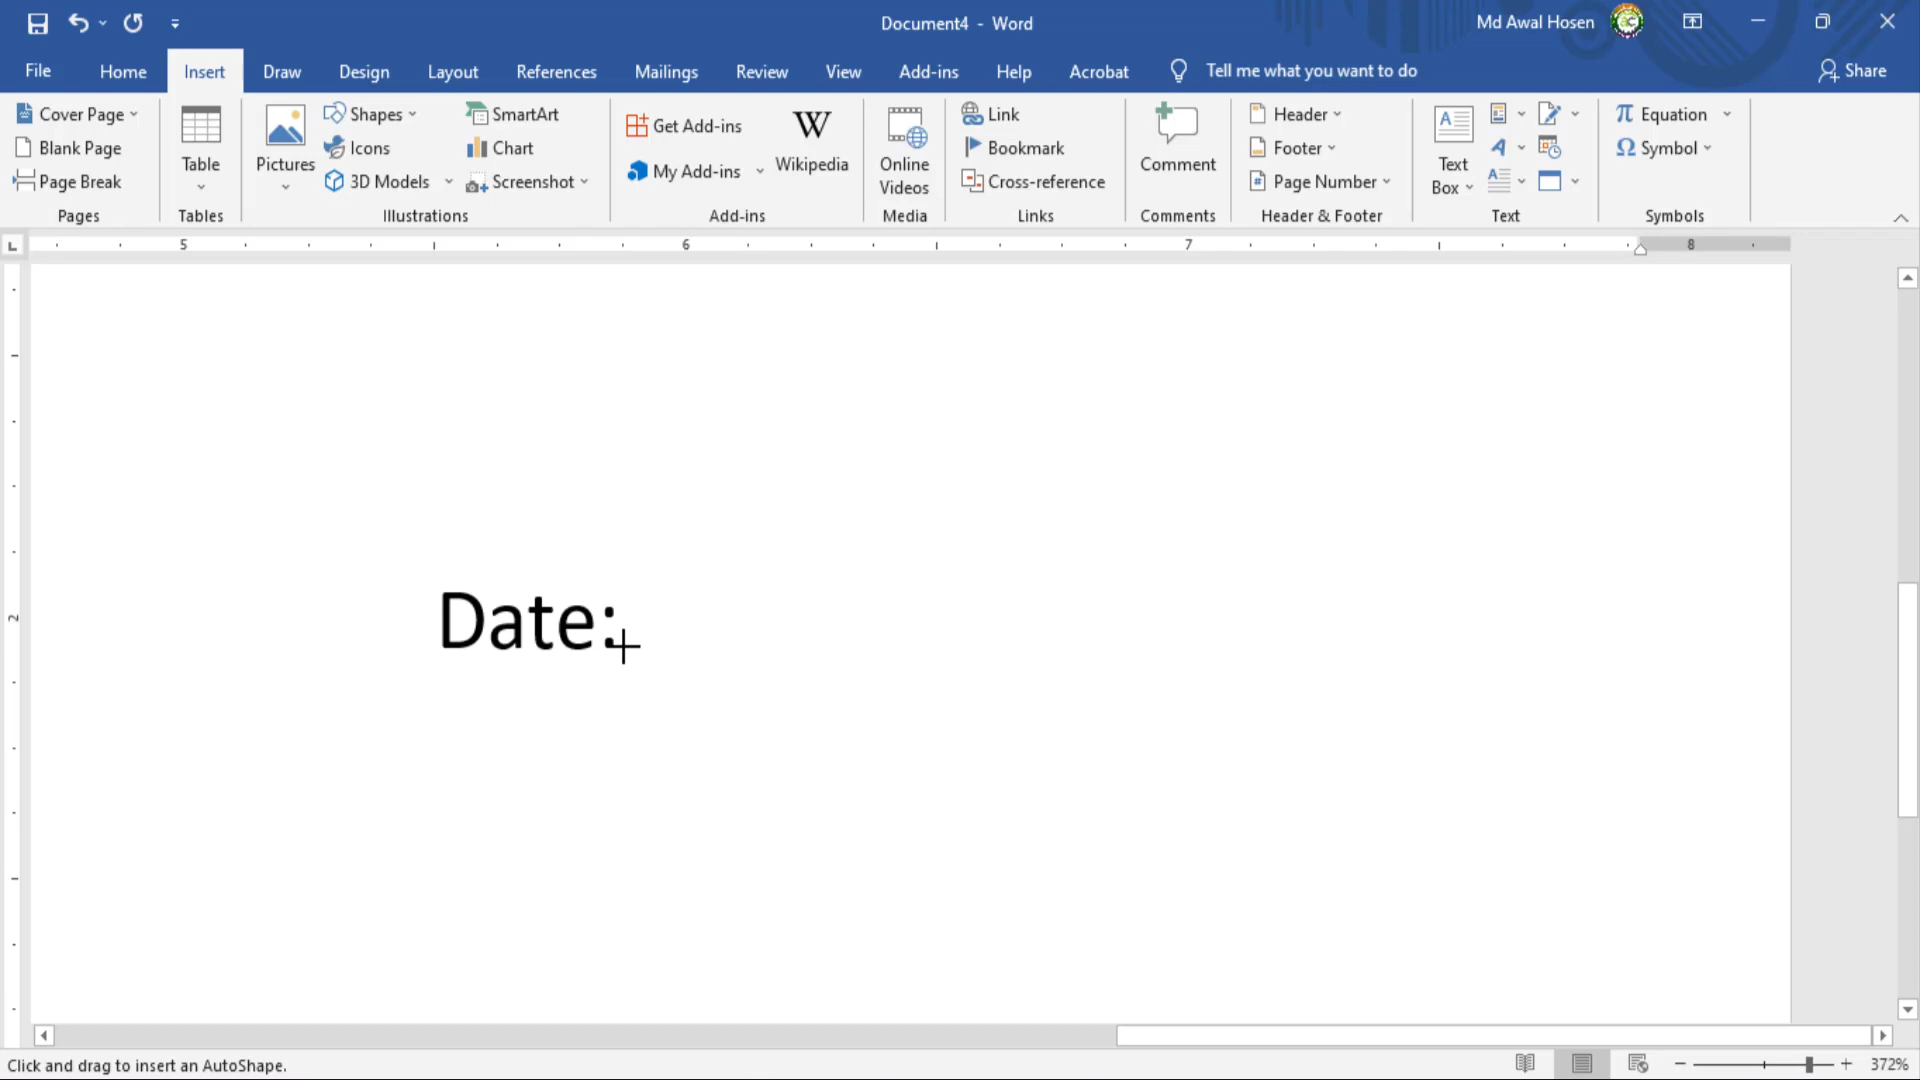 Document4 - Word
Md Awal Hosen
File Home Insert Draw Design Layout References Mailings Review View Add-ins Help Acrobat Tell me what you want to do Share
Cover Page
Blank Page
Page Break
Pages
Table
Tables
Pictures
Shapes
Icons
3D Models
SmartArt
Chart
Screenshot
Illustrations
Get Add-ins
My Add-ins
W
Wikipedia
Add-ins
Online
Videos
Media
Link
Bookmark
Cross-reference
Links
Comment
Comments
Header
Footer
Page Number
Header & Footer
Text
Box
Text
π Equation
Ω Symbol
Symbols
5 6 7 8
2
Date:
Click and drag to insert an AutoShape.
372%